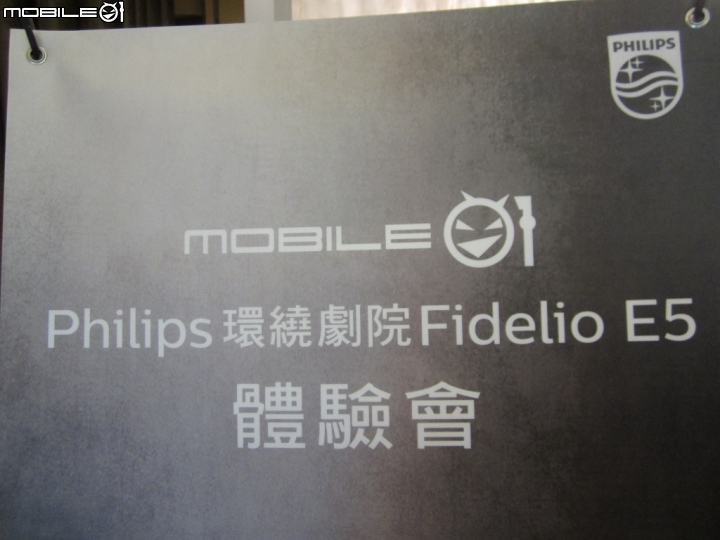 MOBILE01
PHILIPS
MOBILE01
Philips 環繞劇院 Fidelio E5
體驗會